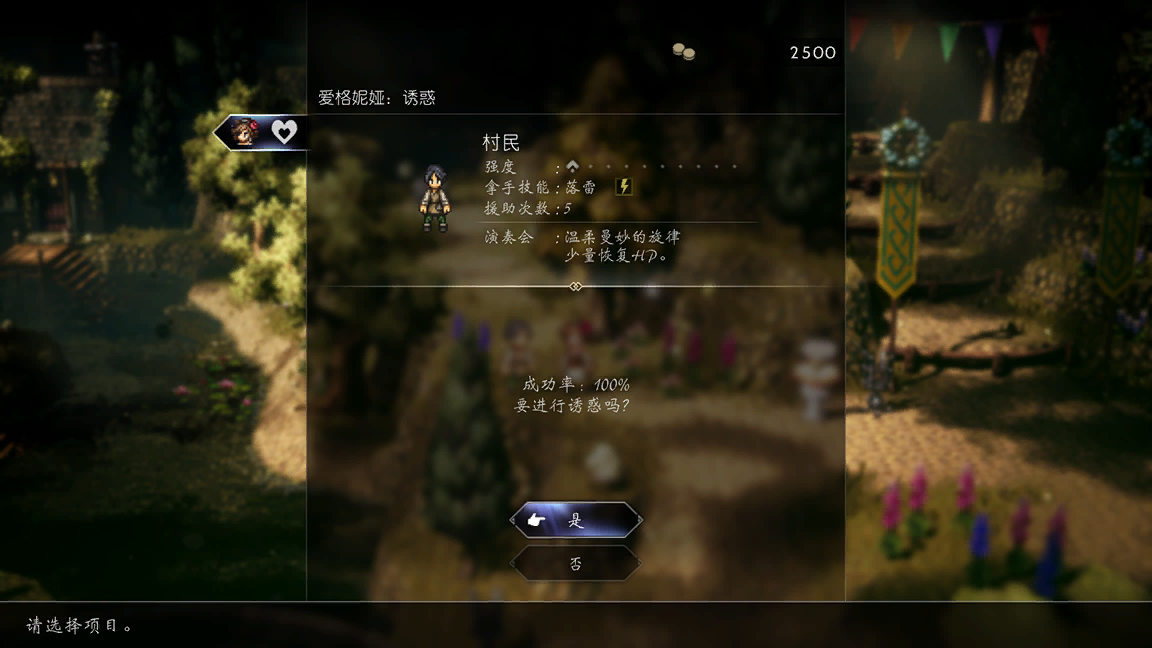 2500
爱格妮娅：诱惑
村民
强度 :
拿手技能 : 落雷
援助次数 : 5
演奏会 : 温柔曼妙的旋律
少量恢复HP。
成功率：100%
要进行诱惑吗？
是
否
请选择项目。